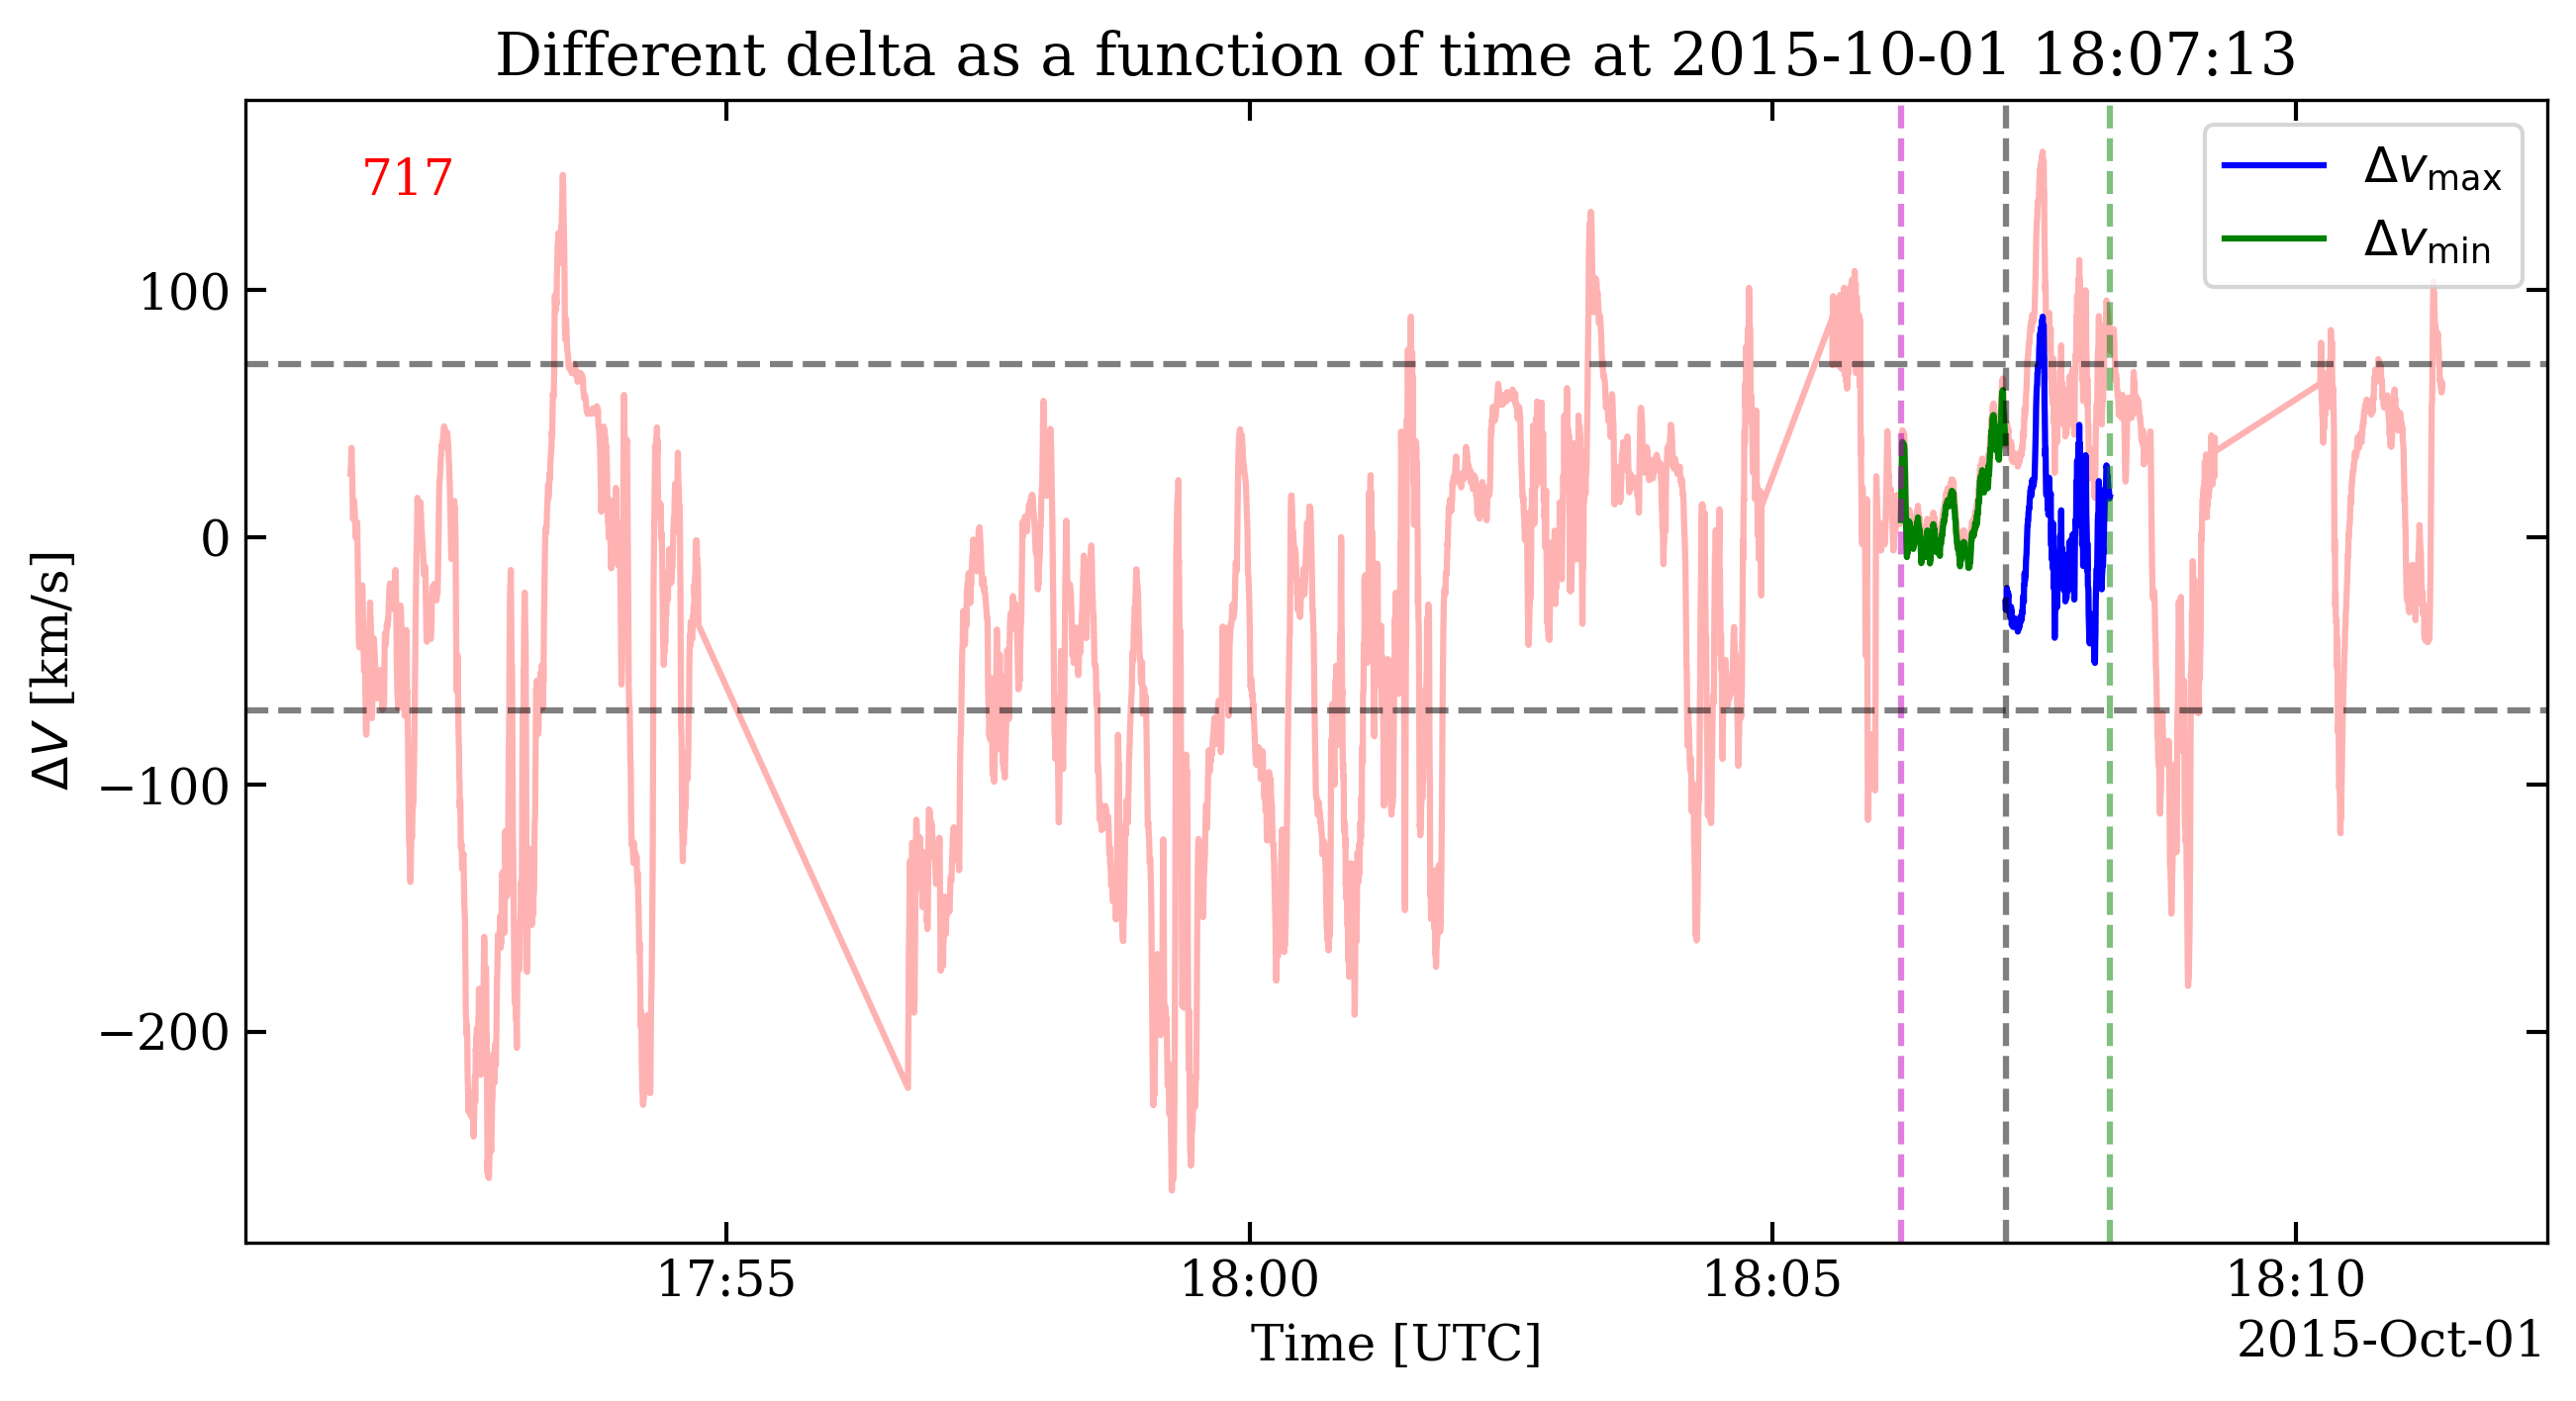 Different delta as a function of time at 2015-10-01 18:07:13
717
Δvmax
Δvmin
100
0
−100
−200
ΔV [km/s]
17:55 18:00 18:05 18:10
Time [UTC]
2015-Oct-01